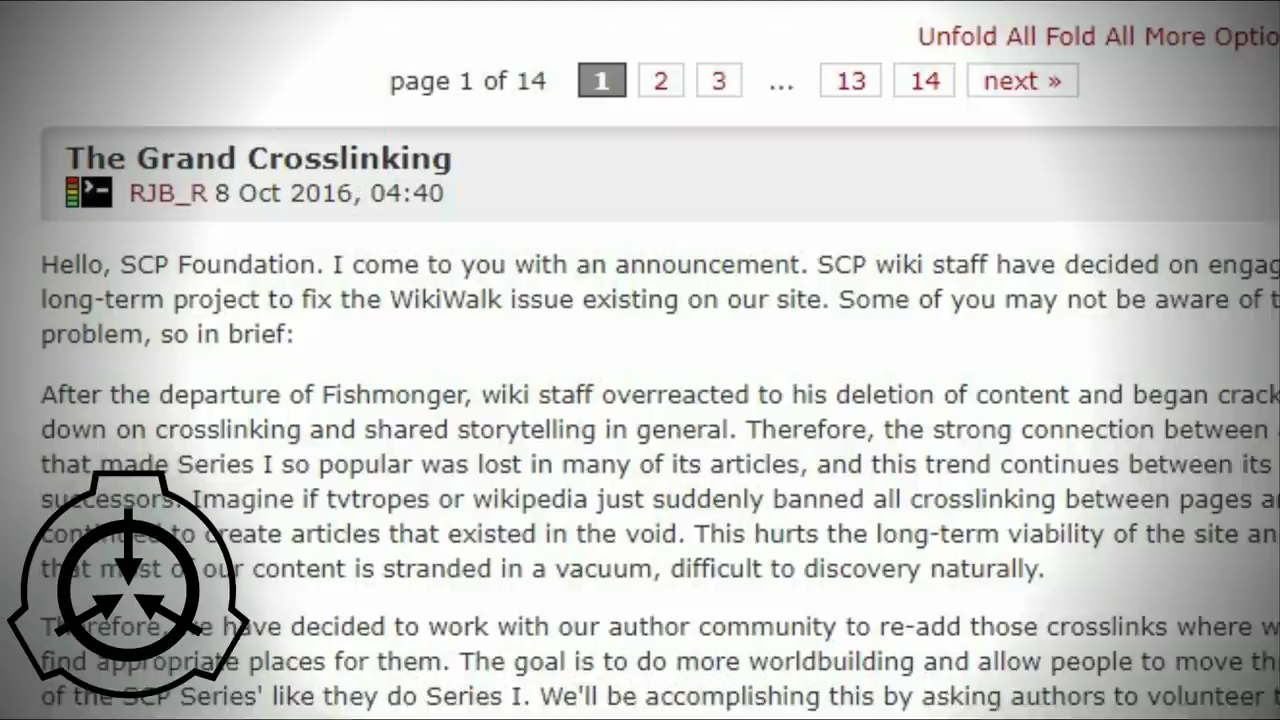 Unfold All Fold All More Optio
page 1 of 14 1 2 3 ... 13 14 next »
The Grand Crosslinking
RJB_R 8 Oct 2016, 04:40
Hello, SCP Foundation. I come to you with an announcement. SCP wiki staff have decided on engag
long-term project to fix the WikiWalk issue existing on our site. Some of you may not be aware of t
problem, so in brief:
After the departure of Fishmonger, wiki staff overreacted to his deletion of content and began crack
down on crosslinking and shared storytelling in general. Therefore, the strong connection between
that made Series I so popular was lost in many of its articles, and this trend continues between its
successors. Imagine if tvtropes or wikipedia just suddenly banned all crosslinking between pages a
continued to create articles that existed in the void. This hurts the long-term viability of the site an
that most of our content is stranded in a vacuum, difficult to discovery naturally.
Therefore, we have decided to work with our author community to re-add those crosslinks where w
find appropriate places for them. The goal is to do more worldbuilding and allow people to move th
of the SCP Series' like they do Series I. We'll be accomplishing this by asking authors to volunteer t